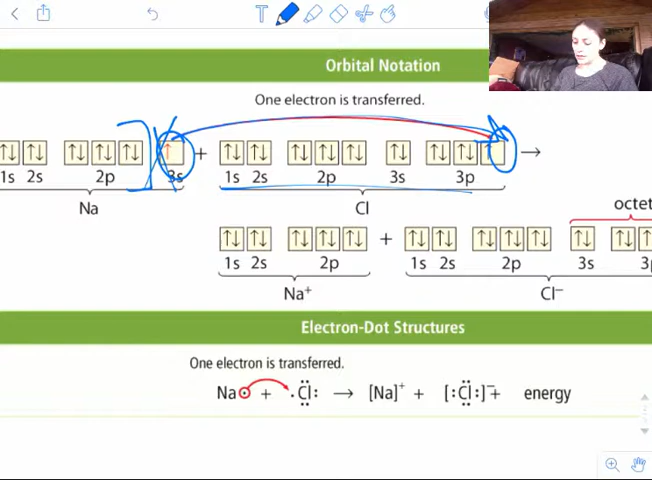 Orbital Notation
One electron is transferred.
↑↓ ↑↓ ↑↓ ↑↓ ↑↓ ↑ + ↑↓ ↑↓ ↑↓ ↑↓ ↑↓ ↑↓ ↑↓ ↑↓ ↑ →
1s 2s 2p 3s 1s 2s 2p 3s 3p
Na Cl
octet
↑↓ ↑↓ ↑↓ ↑↓ ↑↓ + ↑↓ ↑↓ ↑↓ ↑↓ ↑↓ ↑↓ ↑↓
1s 2s 2p 1s 2s 2p 3s 3p
Na⁺ Cl⁻
Electron-Dot Structures
One electron is transferred.
Na· + ·Cl: → [Na]⁺ + [:Cl:]⁻ + energy